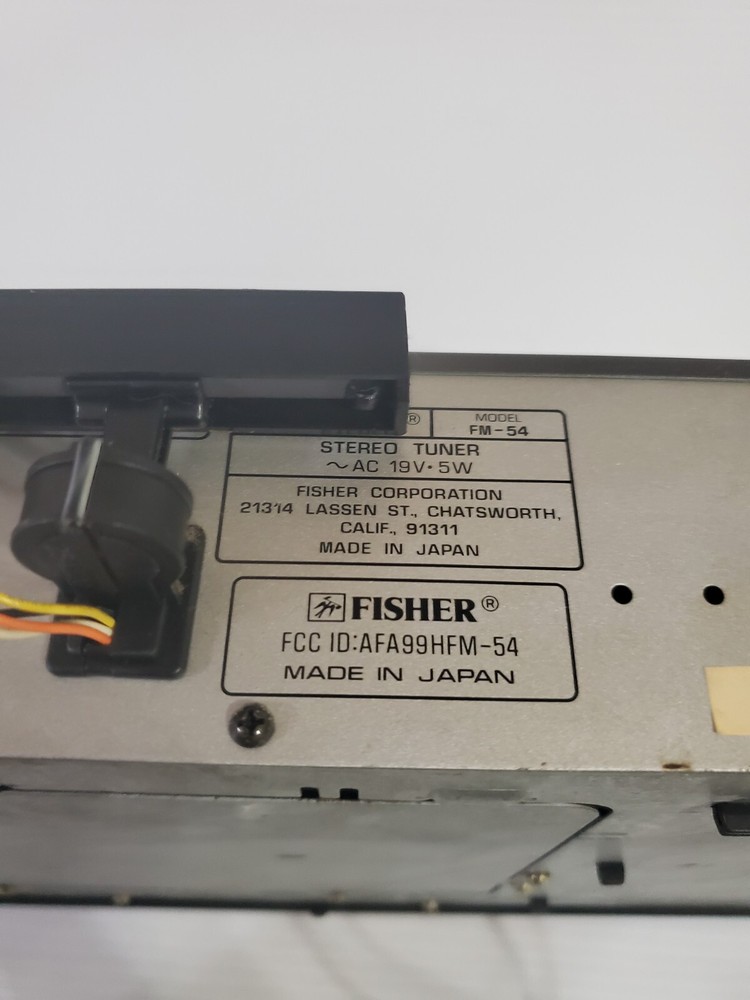 ®
MODEL
FM-54
STEREO TUNER
~AC 19V·5W
FISHER CORPORATION
21314 LASSEN ST., CHATSWORTH,
CALIF., 91311
MADE IN JAPAN
FISHER®
FCC ID:AFA99HFM-54
MADE IN JAPAN